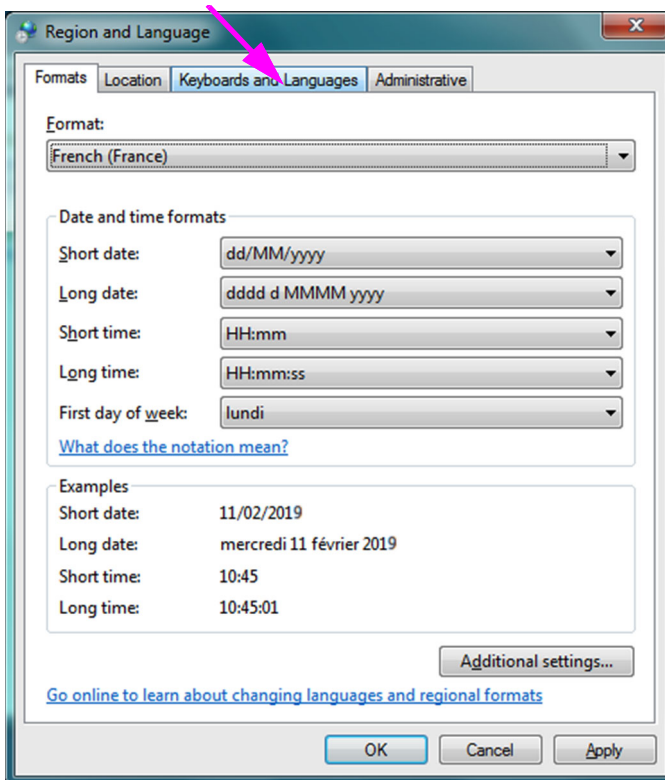 Region and Language
Formats Location Keyboards and Languages Administrative
Format:
French (France)
Date and time formats
Short date: dd/MM/yyyy
Long date: dddd d MMMM yyyy
Short time: HH:mm
Long time: HH:mm:ss
First day of week: lundi
What does the notation mean?
Examples
Short date: 11/02/2019
Long date: mercredi 11 février 2019
Short time: 10:45
Long time: 10:45:01
Additional settings...
Go online to learn about changing languages and regional formats
OK Cancel Apply